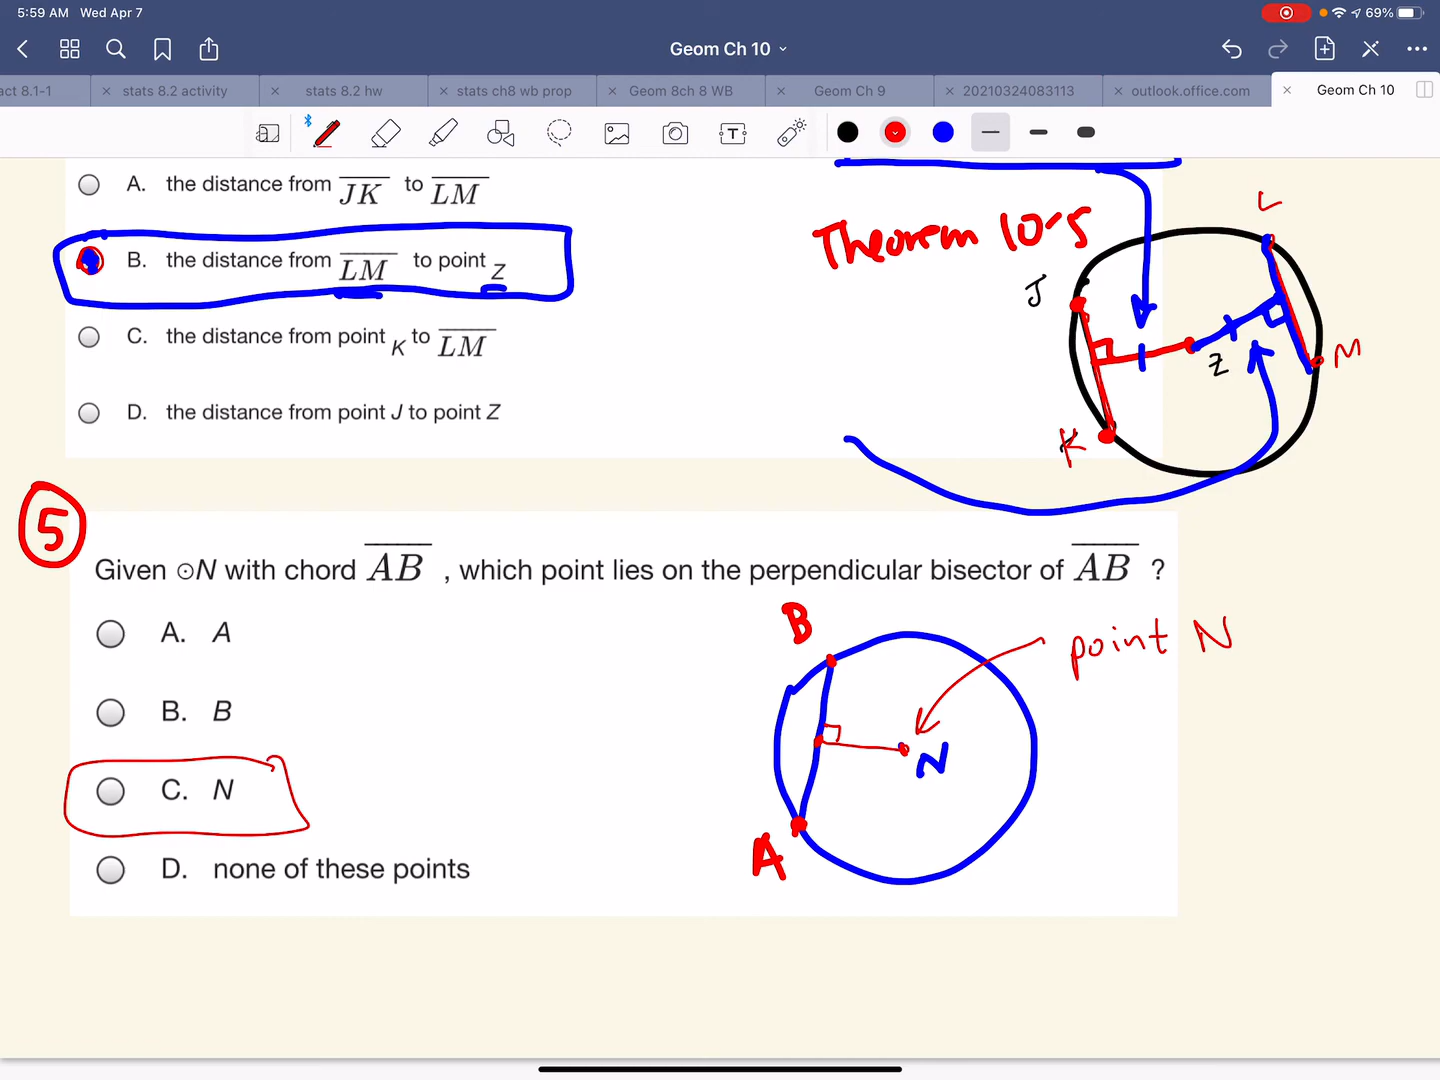 5:59 AM Wed Apr 7
69%
Geom Ch 10
act 8.1-1
stats 8.2 activity
stats 8.2 hw
stats ch8 wb prop
Geom 8ch 8 WB
Geom Ch 9
20210324083113
outlook.office.com
Geom Ch 10
T
A. the distance from JK to LM
B. the distance from LM to point Z
C. the distance from point K to LM
D. the distance from point J to point Z
Theorem 10-5
L
J
Z
M
K
5
Given ⊙N with chord AB , which point lies on the perpendicular bisector of AB ?
A. A
B. B
C. N
D. none of these points
B
point N
N
A